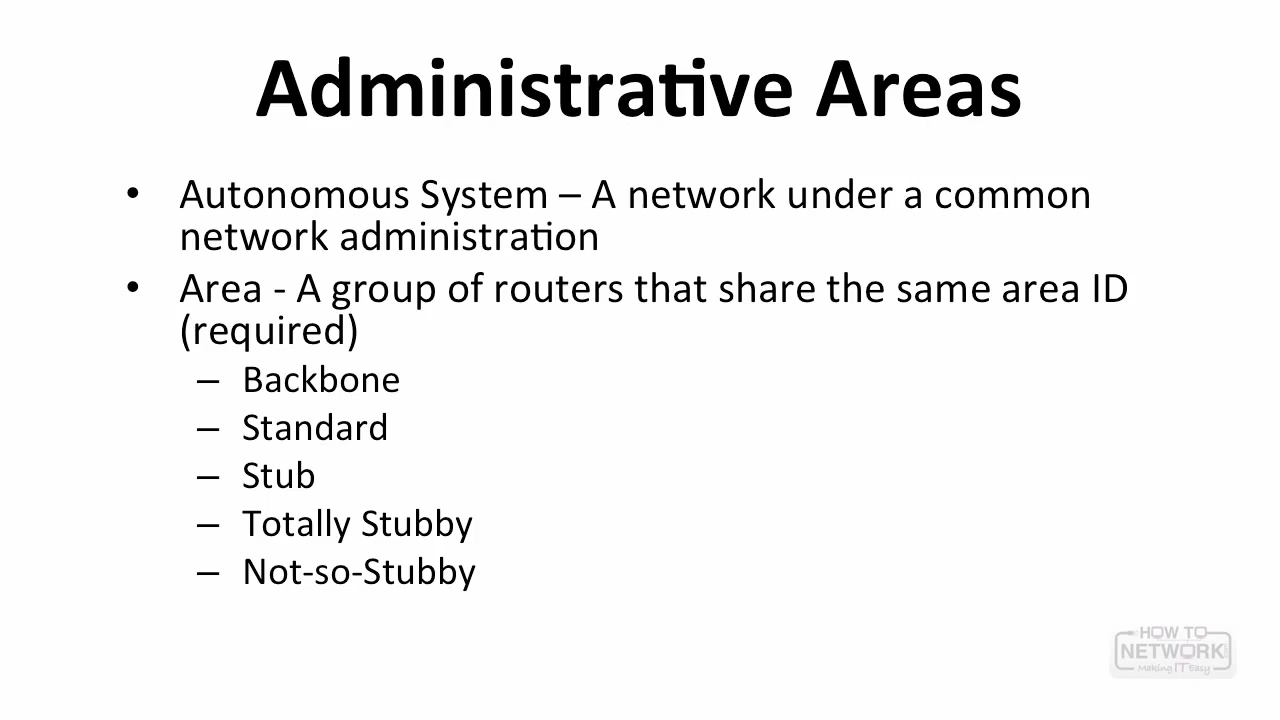 Administrative Areas
• Autonomous System – A network under a common
network administration
• Area - A group of routers that share the same area ID
(required)
– Backbone
– Standard
– Stub
– Totally Stubby
– Not-so-Stubby
HOW TO
NETWORK
Making IT Easy